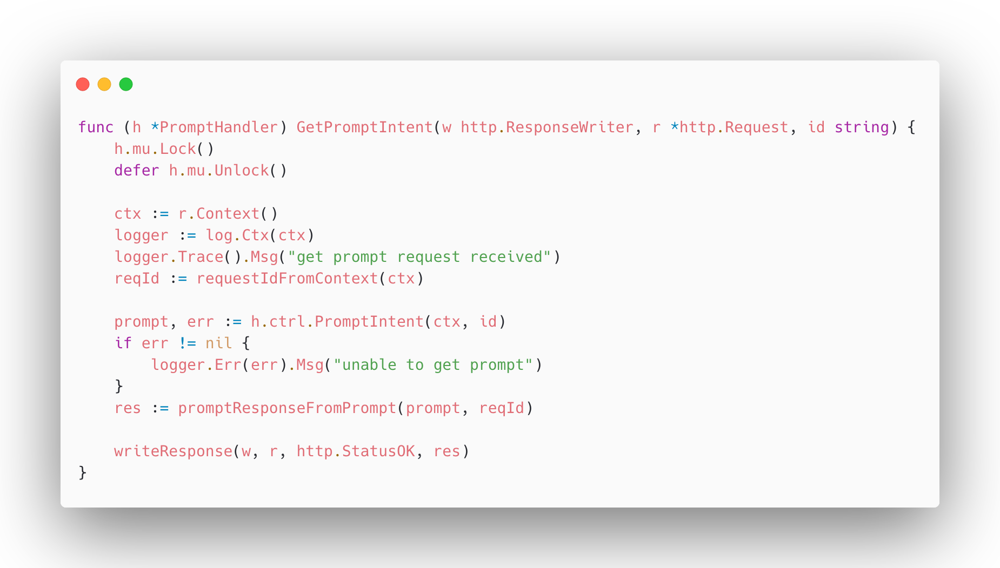 func (h *PromptHandler) GetPromptIntent(w http.ResponseWriter, r *http.Request, id string) {
    h.mu.Lock()
    defer h.mu.Unlock()

    ctx := r.Context()
    logger := log.Ctx(ctx)
    logger.Trace().Msg("get prompt request received")
    reqId := requestIdFromContext(ctx)

    prompt, err := h.ctrl.PromptIntent(ctx, id)
    if err != nil {
        logger.Err(err).Msg("unable to get prompt")
    }
    res := promptResponseFromPrompt(prompt, reqId)

    writeResponse(w, r, http.StatusOK, res)
}